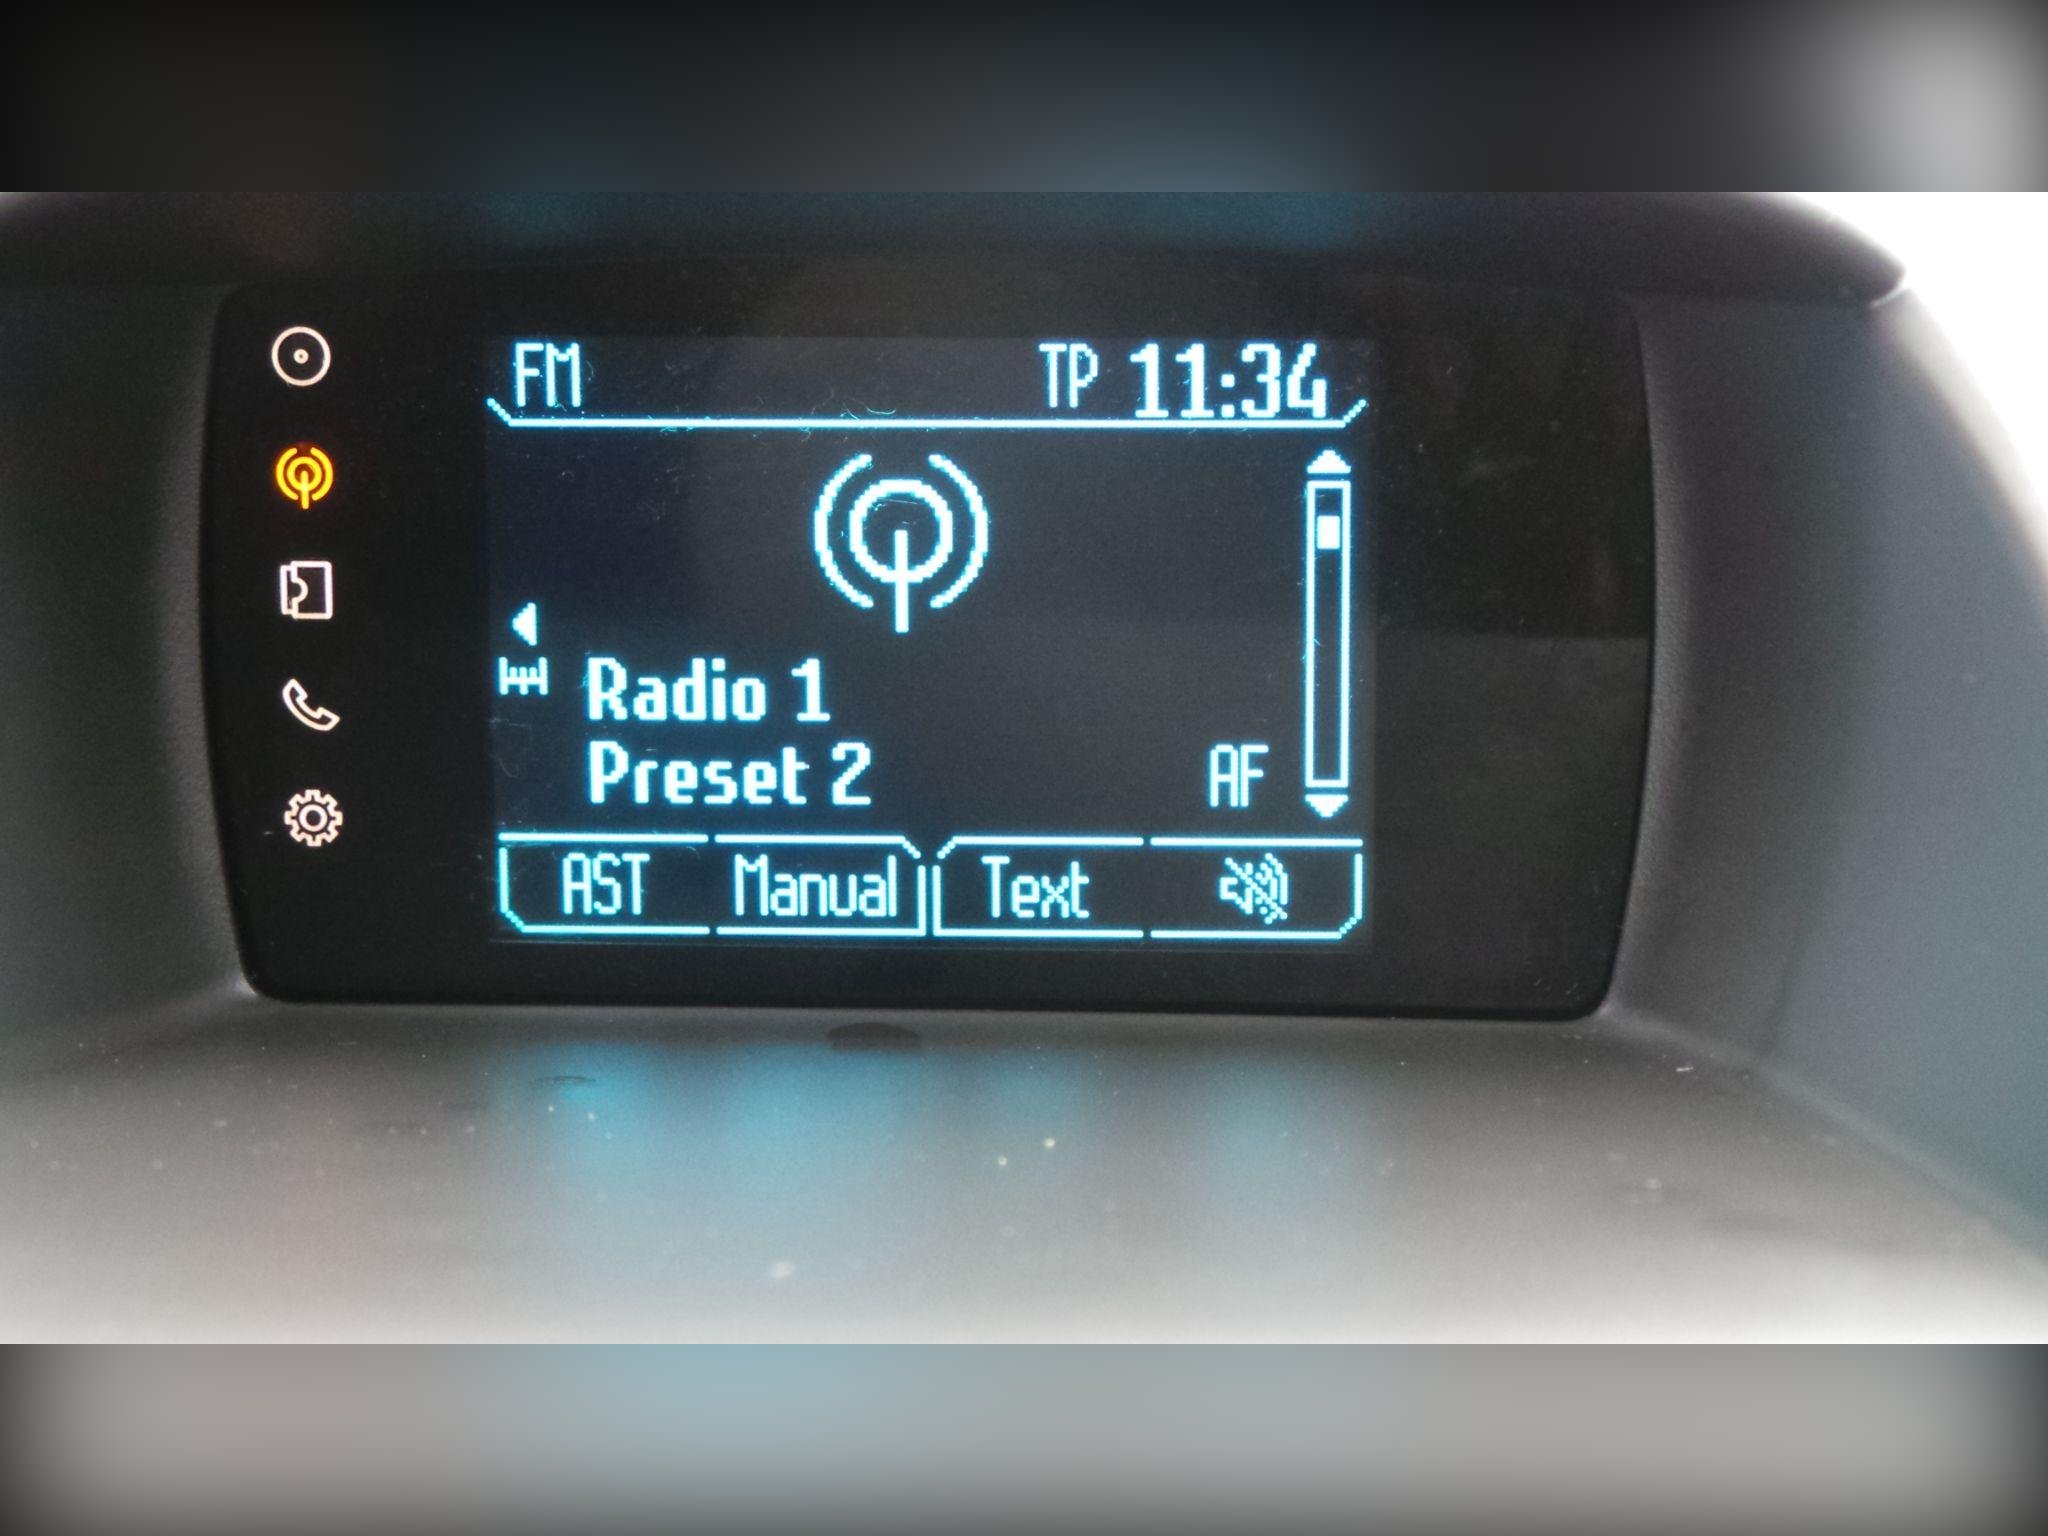 FM TP 11:34
Radio 1
Preset 2 AF
AST Manual Text